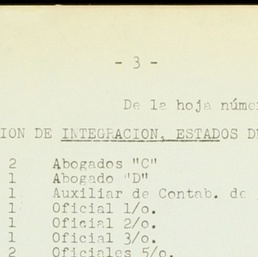 - 3 -
De la hoja núme
ION DE INTEGRACION, ESTADOS D
2 Abogados "C"
1 Abogado "D"
1 Auxiliar de Contab. de
1 Oficial 1/o.
1 Oficial 2/o.
1 Oficial 3/o.
2 Oficiales 5/o.